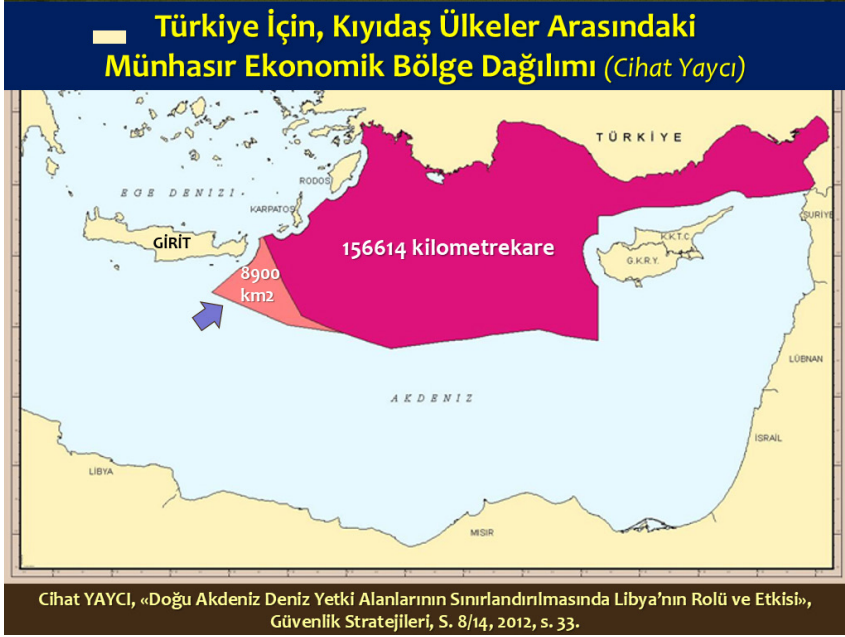 Türkiye İçin, Kıyıdaş Ülkeler Arasındaki
Münhasır Ekonomik Bölge Dağılımı (Cihat Yaycı)
TÜRKİYE
RODOS
EGE DENİZİ
KARPATOS
SURİYE
GİRİT
K.K.T.C.
156614 kilometrekare
G.K.R.Y.
8900
km2
LÜBNAN
AKDENİZ
İSRAİL
LİBYA
MISIR
Cihat YAYCI, «Doğu Akdeniz Deniz Yetki Alanlarının Sınırlandırılmasında Libya’nın Rolü ve Etkisi»,
Güvenlik Stratejileri, S. 8/14, 2012, s. 33.